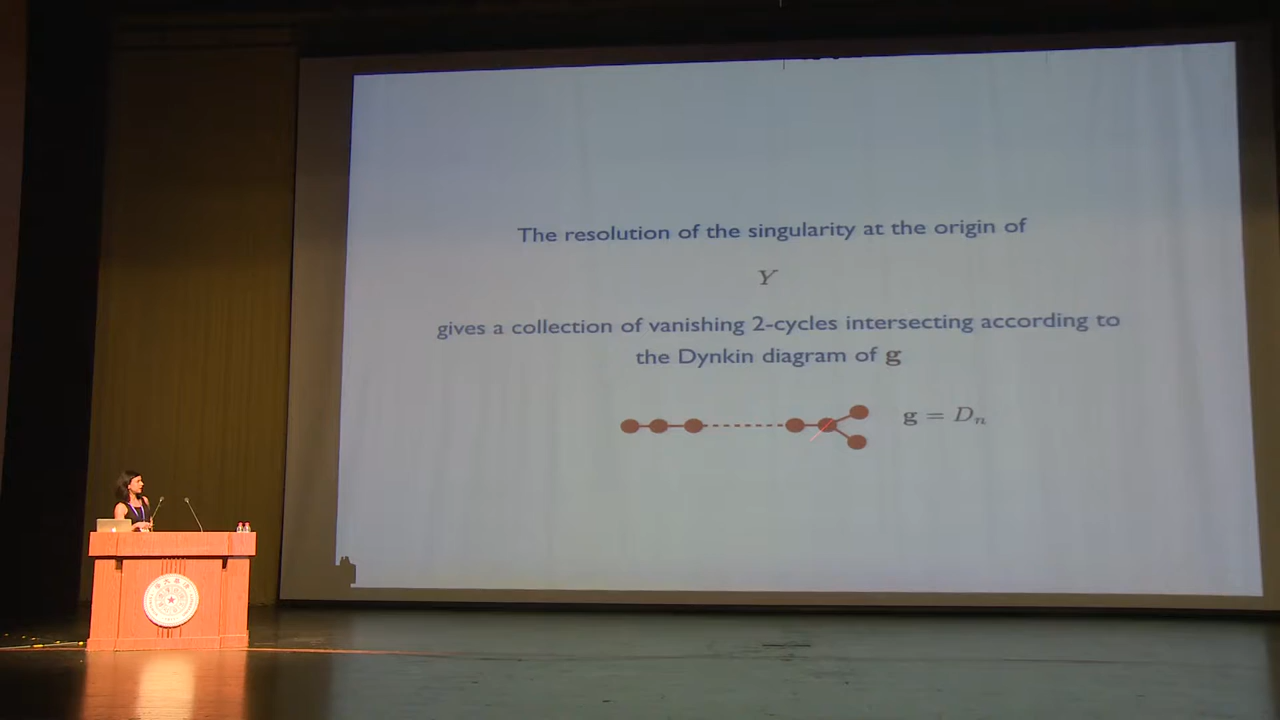 The resolution of the singularity at the origin of
Y
gives a collection of vanishing 2-cycles intersecting according to
the Dynkin diagram of g
g = Dₙ